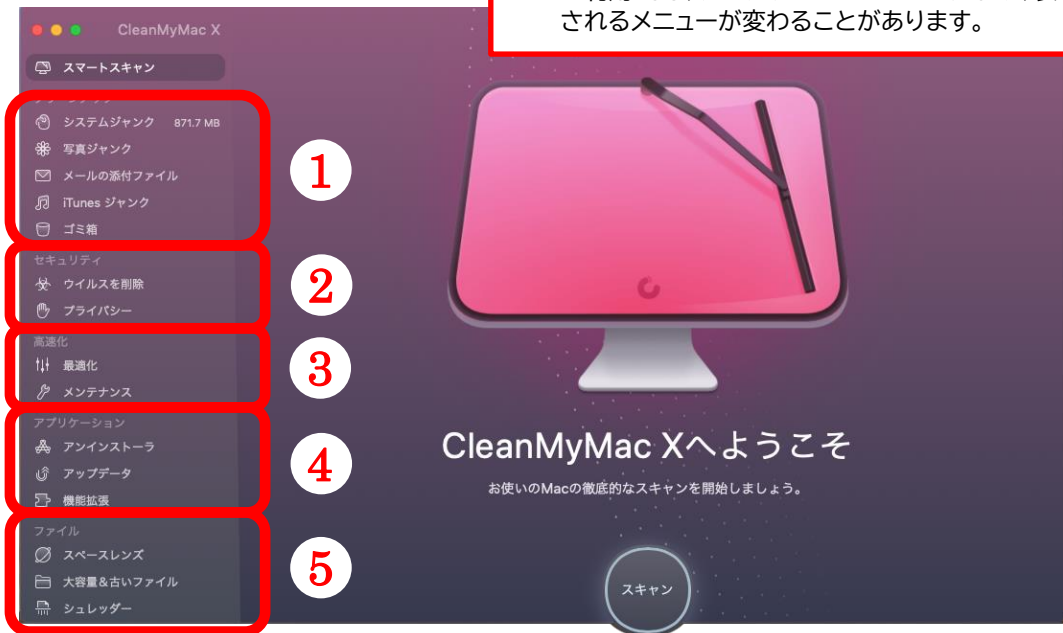 されるメニューが変わることがあります。
CleanMyMac X
スマートスキャン
システムジャンク 871.7 MB
写真ジャンク
メールの添付ファイル
iTunes ジャンク
ゴミ箱
1
セキュリティ
ウイルスを削除
プライバシー
2
高速化
最適化
メンテナンス
3
アプリケーション
アンインストーラ
アップデータ
機能拡張
4
ファイル
スペースレンズ
大容量&古いファイル
シュレッダー
5
CleanMyMac Xへようこそ
お使いのMacの徹底的なスキャンを開始しましょう。
スキャン